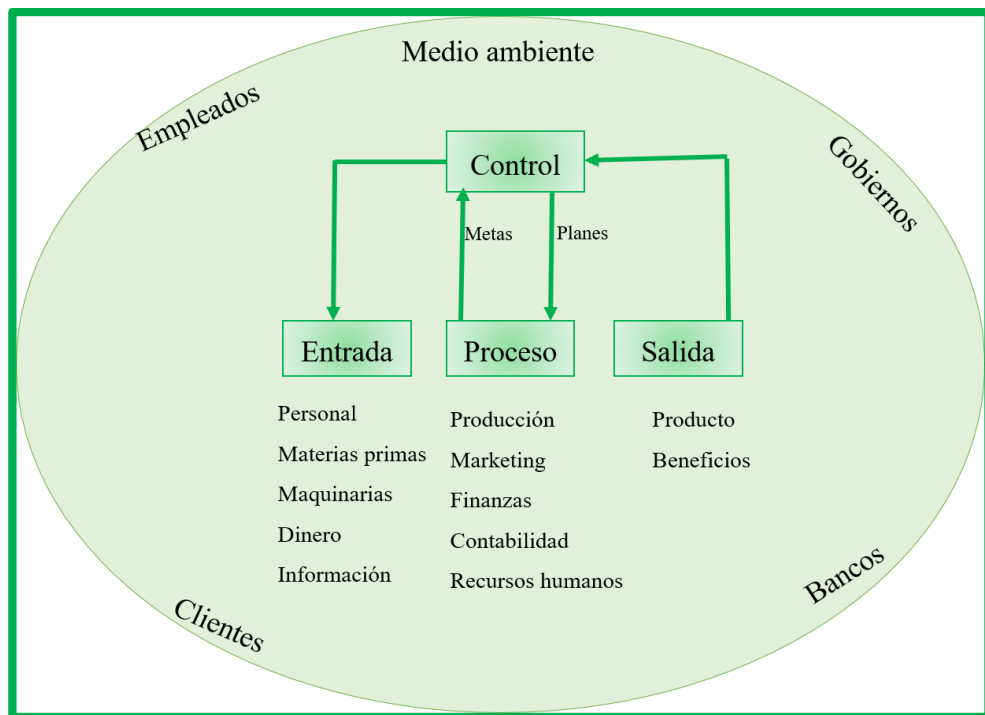 Medio ambiente
Empleados
Gobiernos
Control
Metas
Planes
Entrada
Proceso
Salida
Personal
Materias primas
Maquinarias
Dinero
Información
Producción
Marketing
Finanzas
Contabilidad
Recursos humanos
Producto
Beneficios
Clientes
Bancos